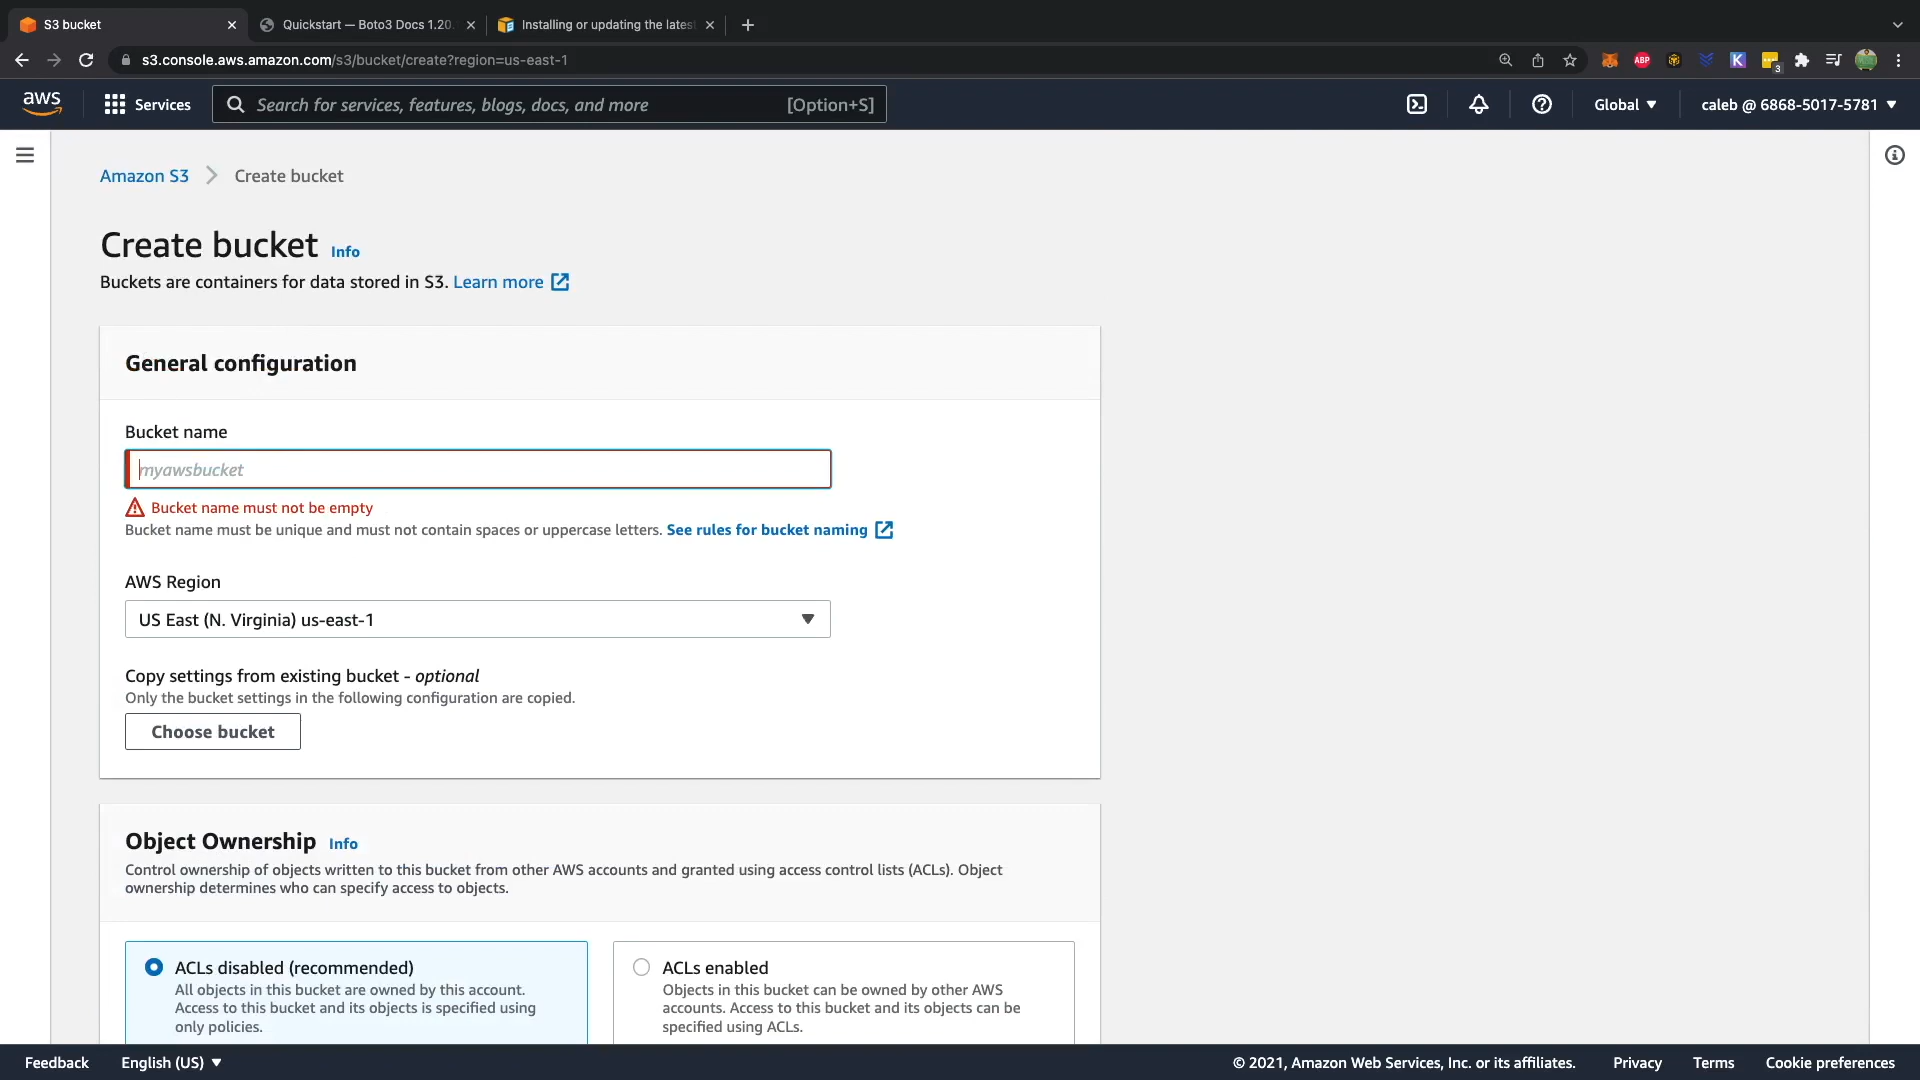 S3 bucket
Quickstart — Boto3 Docs 1.20.
Installing or updating the lates
s3.console.aws.amazon.com/s3/bucket/create?region=us-east-1
ABP
K
3
aws
Services
Search for services, features, blogs, docs, and more
[Option+S]
Global
caleb @ 6868-5017-5781
Amazon S3
Create bucket
Create bucket Info
Buckets are containers for data stored in S3. Learn more
General configuration
Bucket name
myawsbucket
Bucket name must not be empty
Bucket name must be unique and must not contain spaces or uppercase letters. See rules for bucket naming
AWS Region
US East (N. Virginia) us-east-1
Copy settings from existing bucket - optional
Only the bucket settings in the following configuration are copied.
Choose bucket
Object Ownership Info
Control ownership of objects written to this bucket from other AWS accounts and granted using access control lists (ACLs). Object
ownership determines who can specify access to objects.
ACLs disabled (recommended)
All objects in this bucket are owned by this account.
Access to this bucket and its objects is specified using
only policies.
ACLs enabled
Objects in this bucket can be owned by other AWS
accounts. Access to this bucket and its objects can be
specified using ACLs.
Feedback
English (US)
© 2021, Amazon Web Services, Inc. or its affiliates.
Privacy
Terms
Cookie preferences